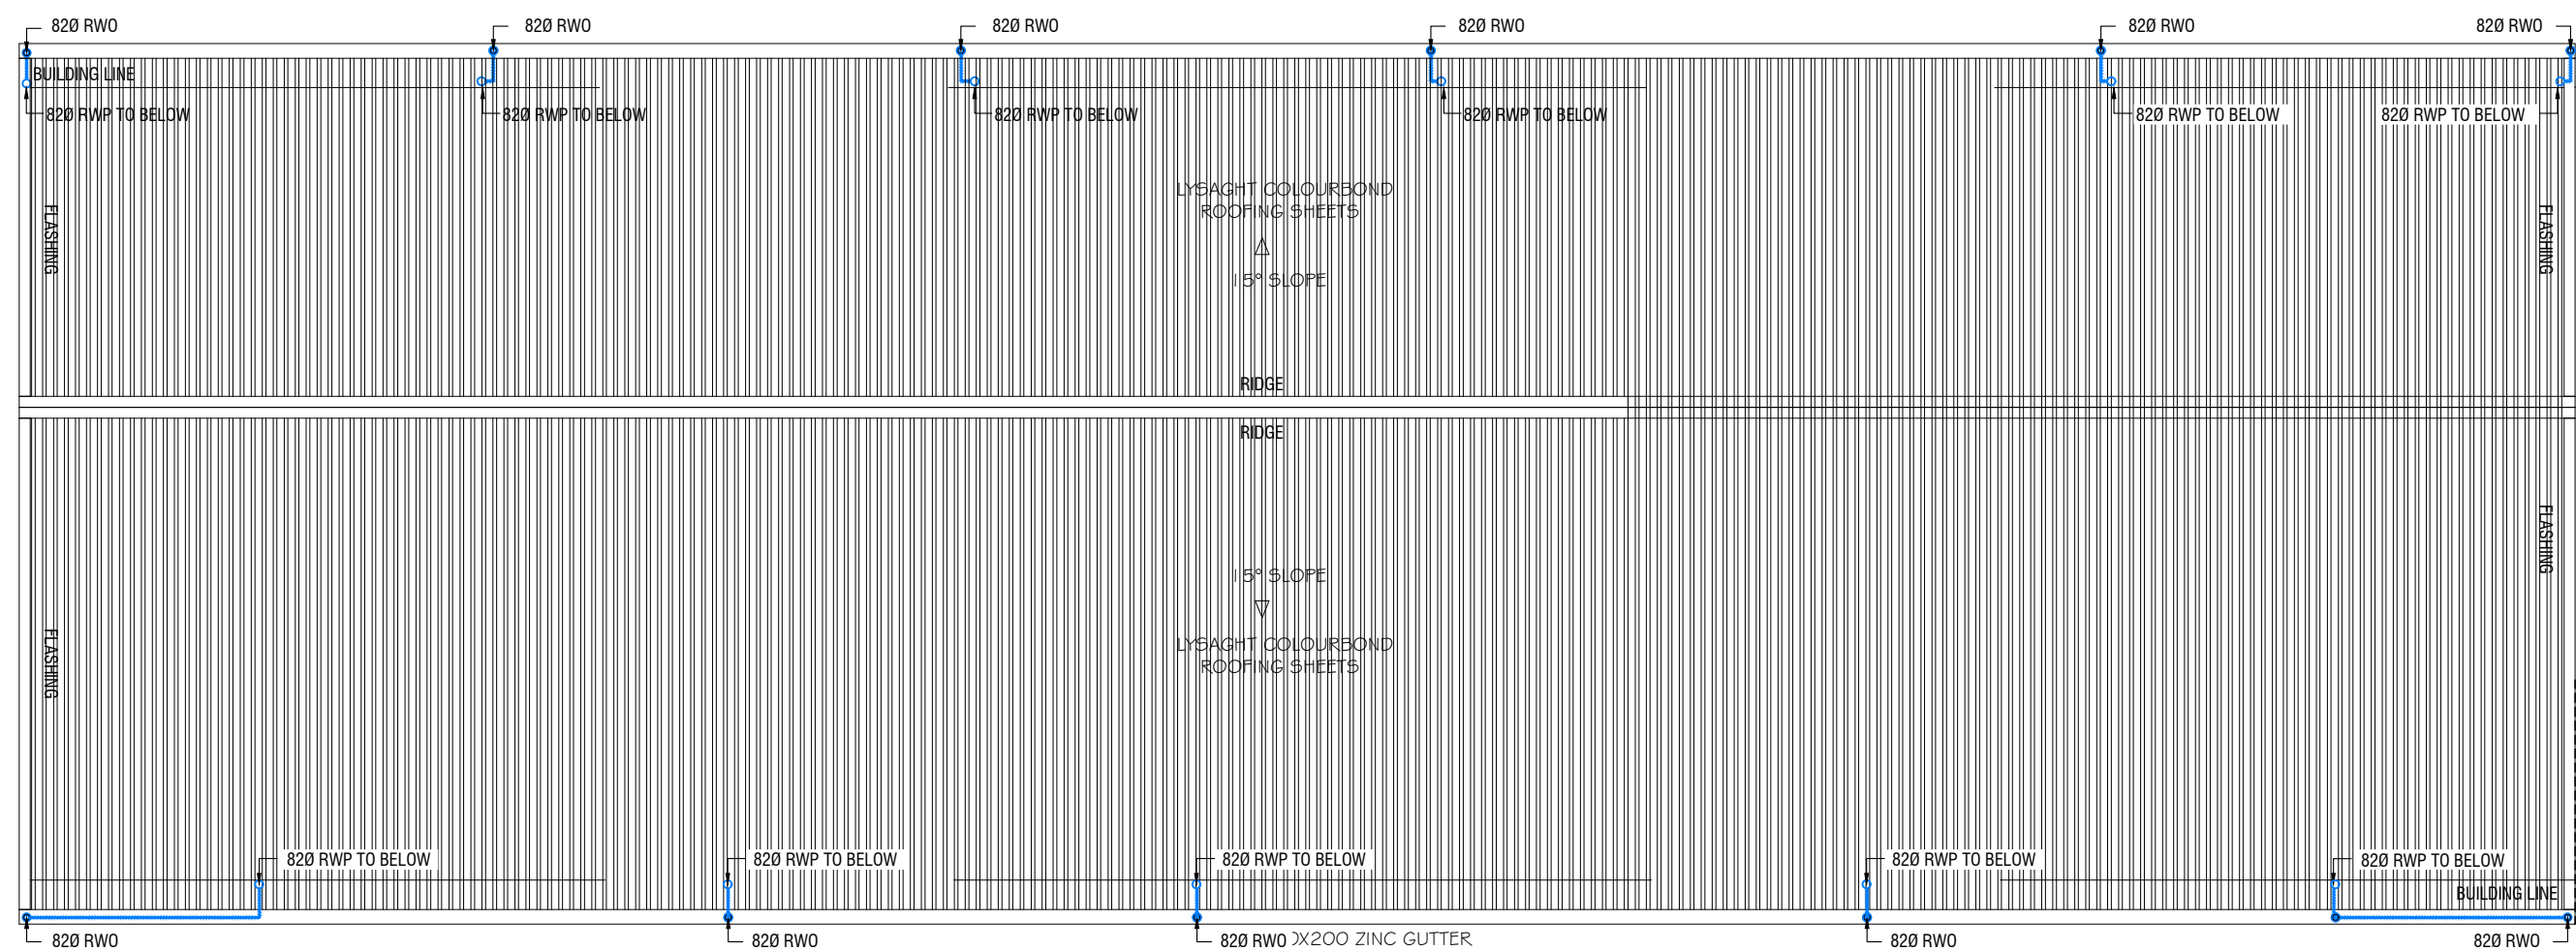 82Ø RWO
82Ø RWO
82Ø RWO
82Ø RWO
82Ø RWO
82Ø RWO
BUILDING LINE
82Ø RWP TO BELOW
82Ø RWP TO BELOW
82Ø RWP TO BELOW
82Ø RWP TO BELOW
82Ø RWP TO BELOW
82Ø RWP TO BELOW
LYSAGHT COLOURBOND
ROOFING SHEETS
FLASHING
FLASHING
15° SLOPE
RIDGE
RIDGE
FLASHING
15° SLOPE
LYSAGHT COLOURBOND
ROOFING SHEETS
FLASHING
82Ø RWP TO BELOW
82Ø RWP TO BELOW
82Ø RWP TO BELOW
82Ø RWP TO BELOW
82Ø RWP TO BELOW
BUILDING LINE
82Ø RWO
82Ø RWO
82Ø RWO
X200 ZINC GUTTER
82Ø RWO
82Ø RWO